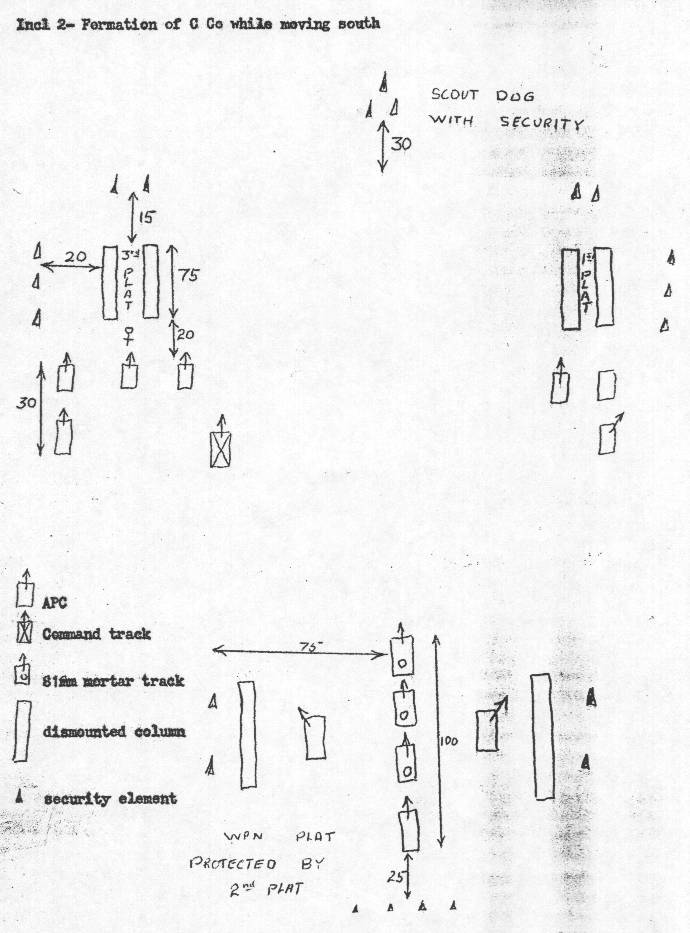 Incl 2- Formation of C Co while moving south
SCOUT DOG
WITH SECURITY
30
15
20
3rd
PLAT
75
20
30
1st
PLAT
APC
Command track
81mm mortar track
dismounted column
security element
75
100
WPN PLAT
PROTECTED BY
2nd PLAT
25